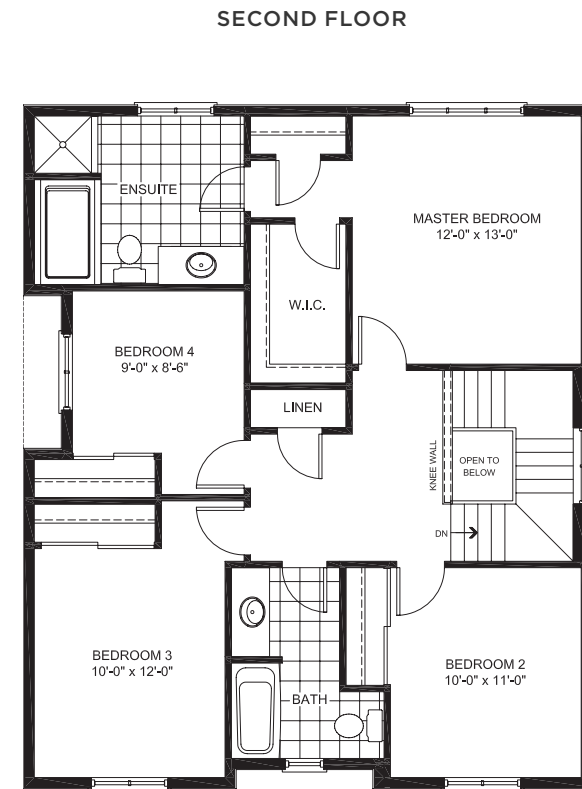 SECOND FLOOR
ENSUITE
MASTER BEDROOM
12'-0" x 13'-0"
W.I.C.
BEDROOM 4
9'-0" x 8'-6"
LINEN
KNEE WALL
OPEN TO
BELOW
DN
BEDROOM 3
10'-0" x 12'-0"
BEDROOM 2
10'-0" x 11'-0"
BATH